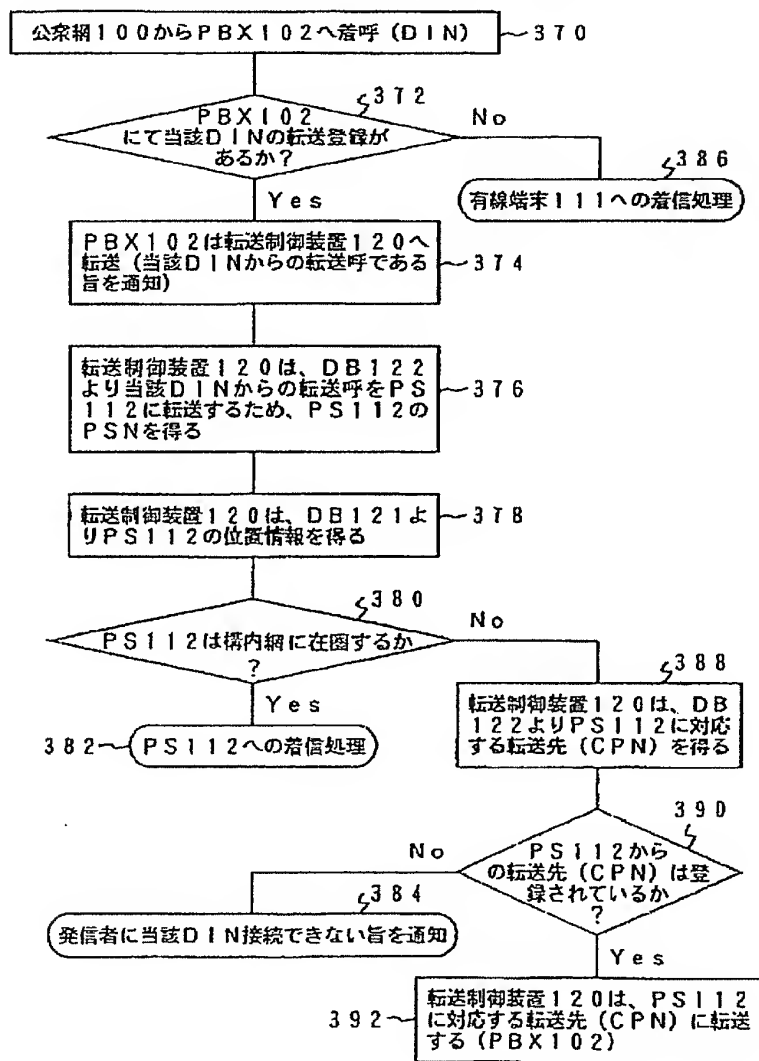 公衆網100からPBX102へ着呼(DIN)
370
372
PBX102
にて当該DINの転送登録が
あるか?
No
386
有線端末111への着信処理
Yes
PBX102は転送制御装置120へ
転送(当該DINからの転送呼である
旨を通知)
374
転送制御装置120は、DB122
より当該DINからの転送呼をPS
112に転送するため、PS112の
PSNを得る
376
転送制御装置120は、DB121よ
りPS112の位置情報を得る
378
380
PS112は構内網に在圏するか
?
No
Yes
382
PS112への着信処理
388
転送制御装置120は、DB
122よりPS112に対応
する転送先(CPN)を得る
390
PS112から
の転送先(CPN)は登
録されているか
?
No
384
発信者に当該DIN接続できない旨を通知
Yes
392
転送制御装置120は、PS112
に対応する転送先(CPN)に転送
する(PBX102)